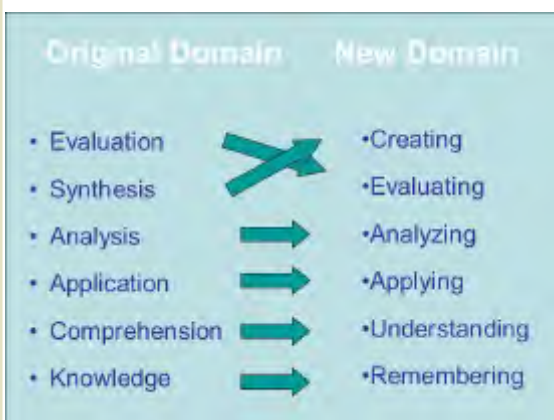 Original Domain New Domain
• Evaluation •Creating
• Synthesis •Evaluating
• Analysis •Analyzing
• Application •Applying
• Comprehension •Understanding
• Knowledge •Remembering